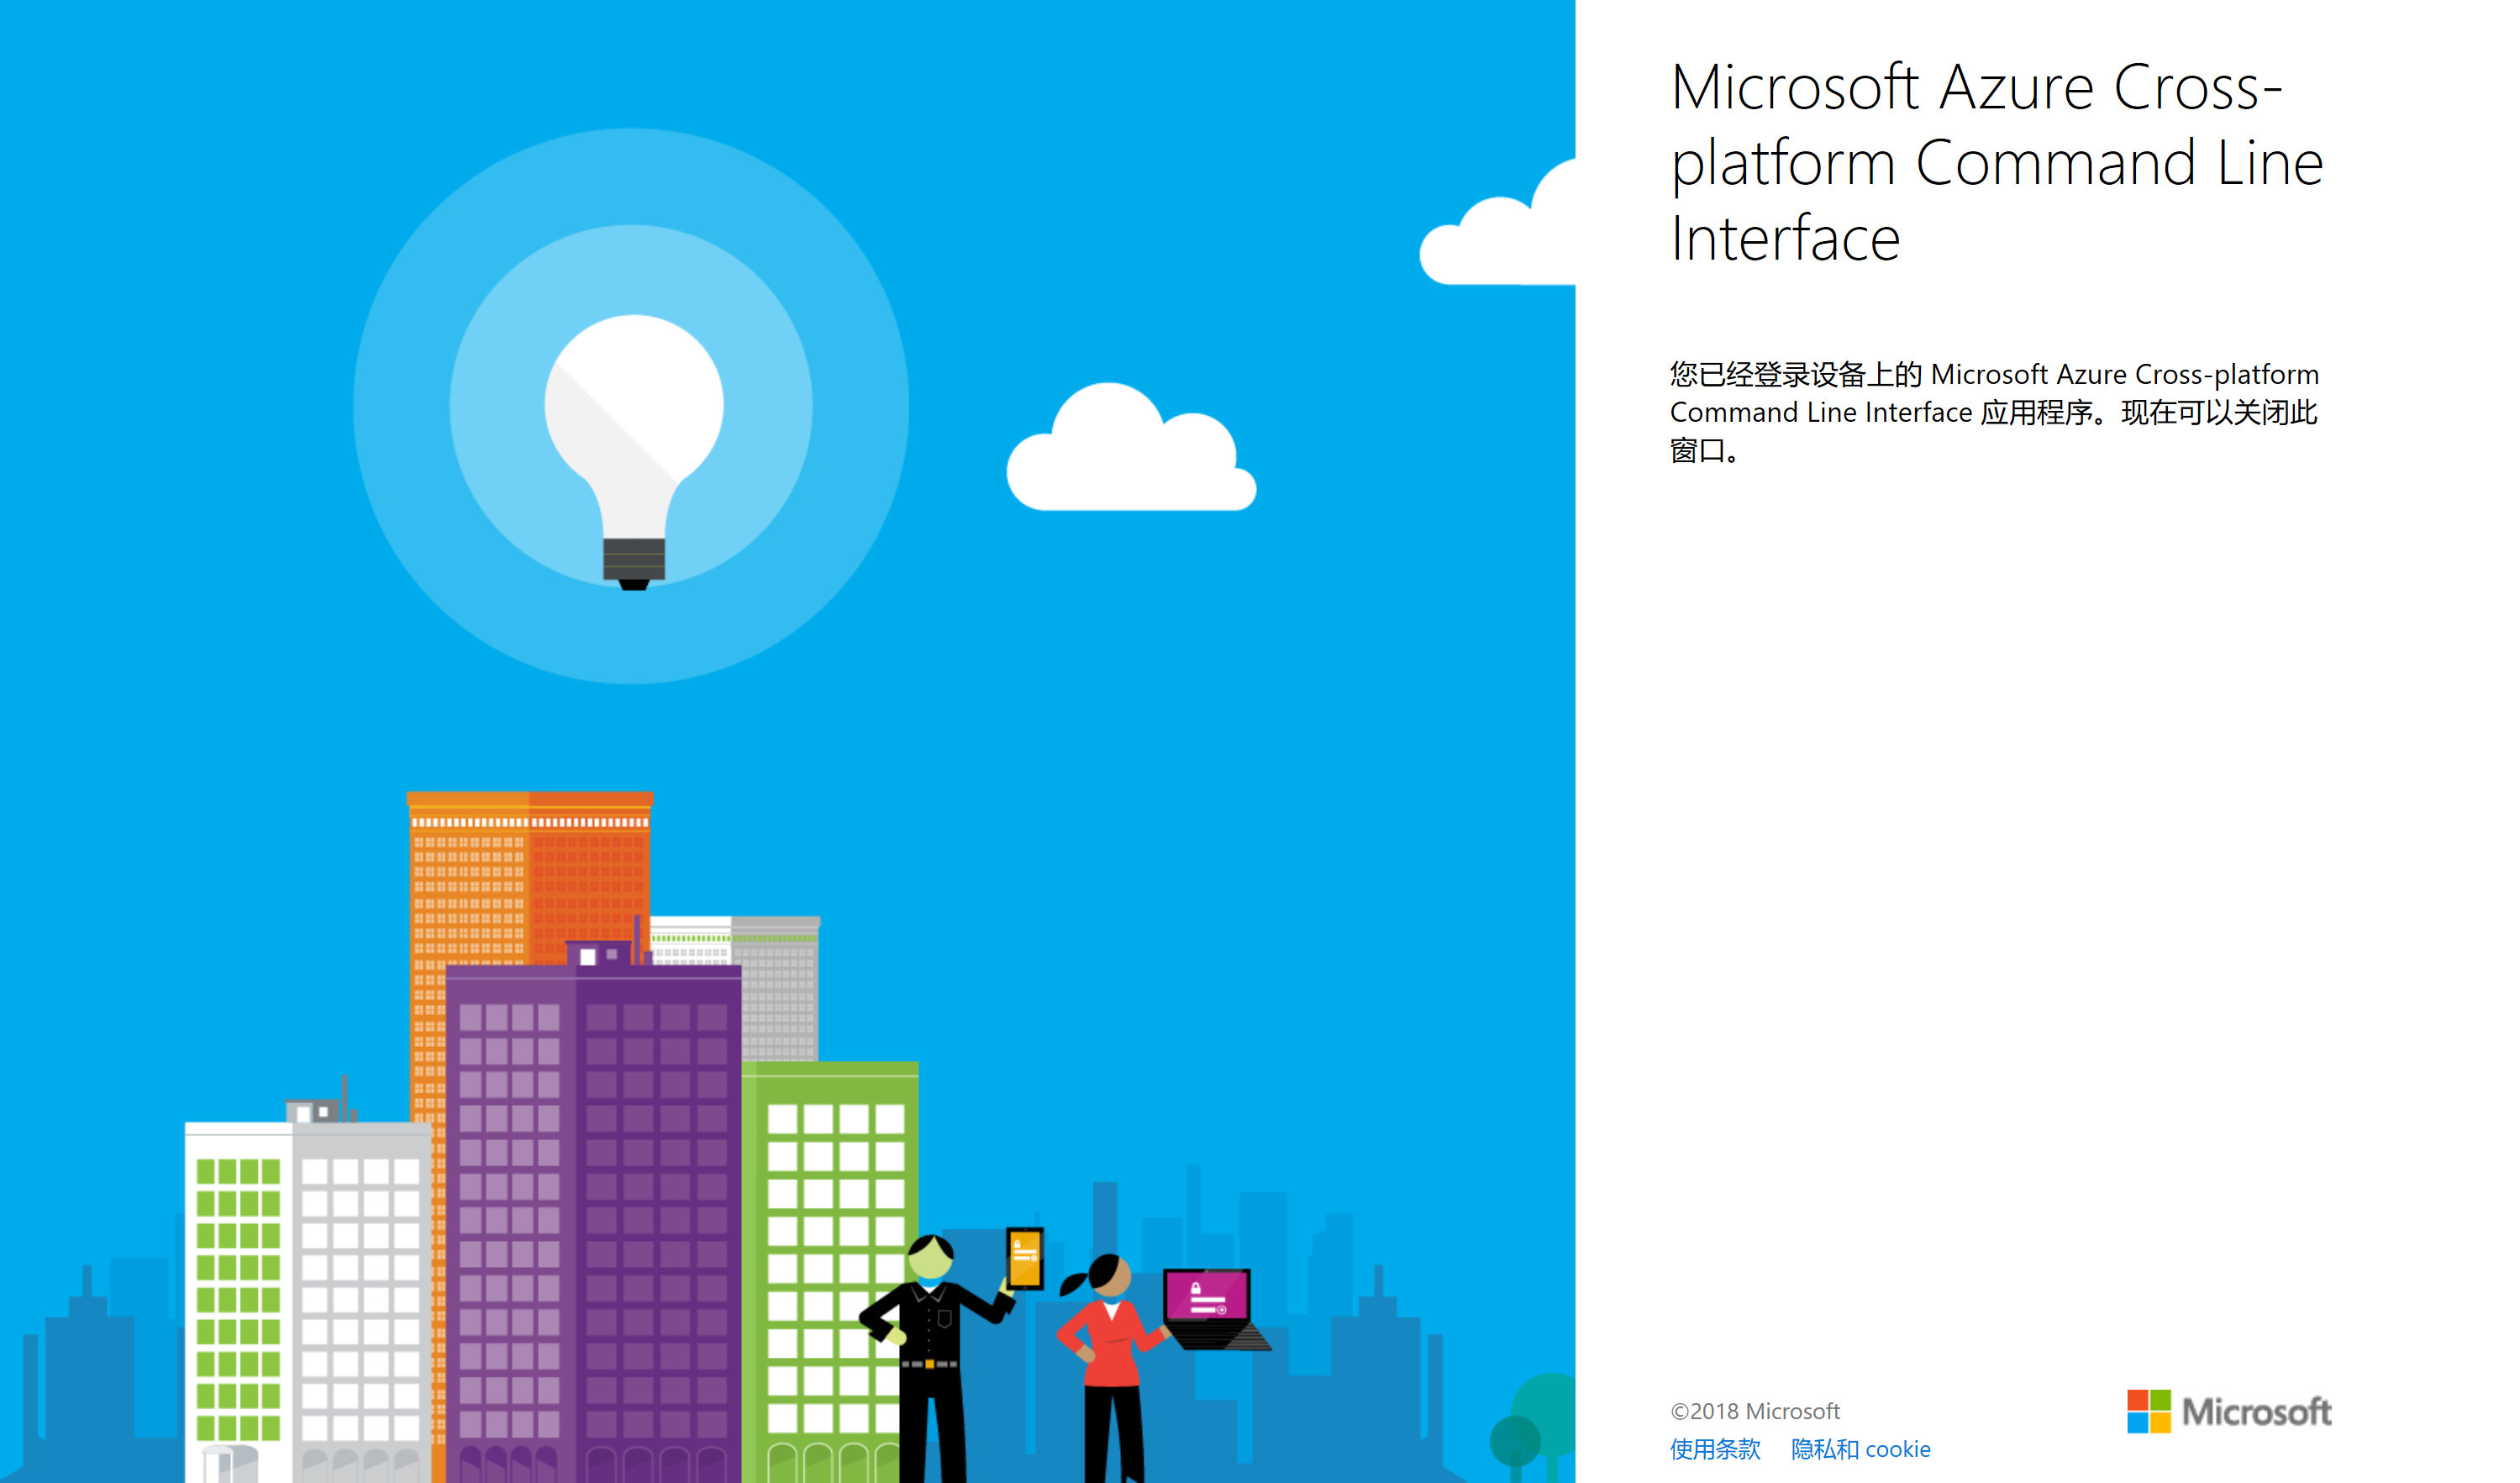 Microsoft Azure Cross-
platform Command Line
Interface
您已经登录设备上的 Microsoft Azure Cross-platform
Command Line Interface 应用程序。现在可以关闭此
窗口。
©2018 Microsoft
使用条款 隐私和 cookie
Microsoft